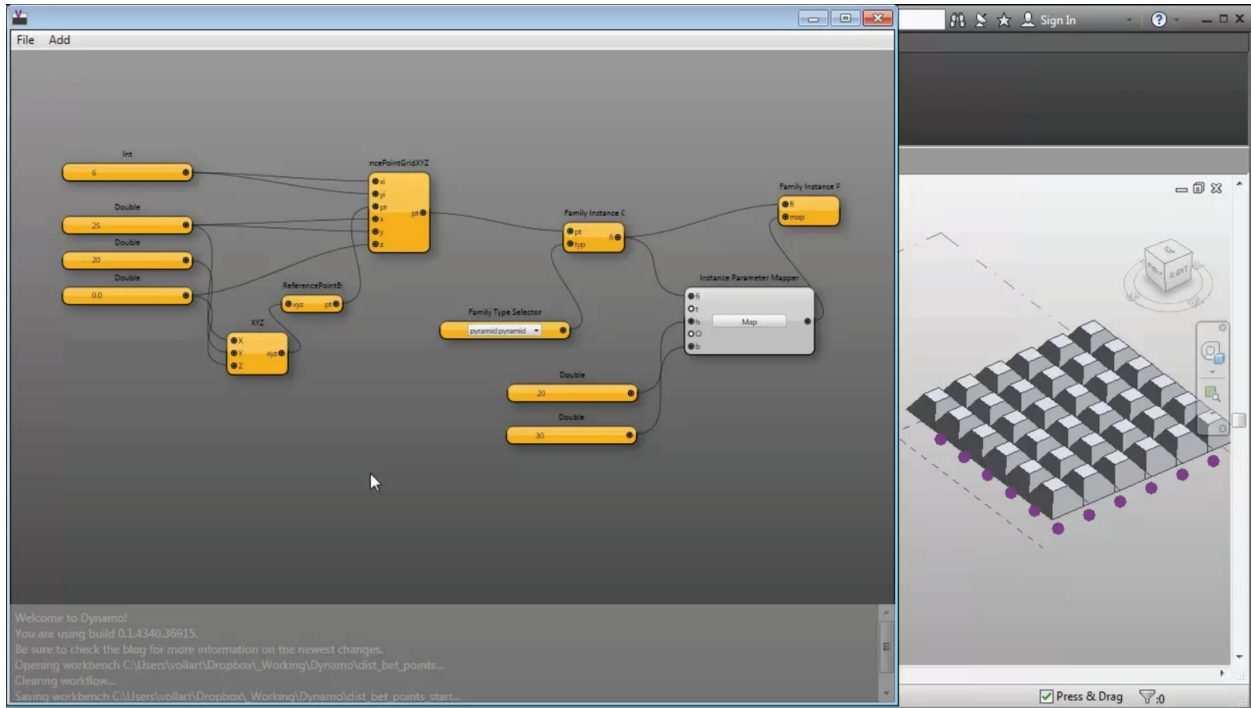 File Add
Sign In
Int
6
Double
25
Double
20
Double
0.0
ncePointGridXYZ
xi
yi
pt
x
y
z
pt
ReferencePointB
xyz pt
XYZ
X
Y
Z
xyz
Family Instance C
pt
typ
fi
Family Type Selector
pyramid:pyramid
Family Instance P
fi
map
Instance Parameter Mapper
fi
t
h
O
b
Map
Double
20
Double
30
RIGHT
Welcome to Dynamo!
You are using build 0.1.4340.36915.
Be sure to check the blog for more information on the newest changes.
Opening workbench C:\Users\vollart\Dropbox\_Working\Dynamo\dist_bet_points...
Clearing workflow...
Saving workbench C:\Users\vollart\Dropbox\_Working\Dynamo\dist_bet_points_start...
Press & Drag
:0